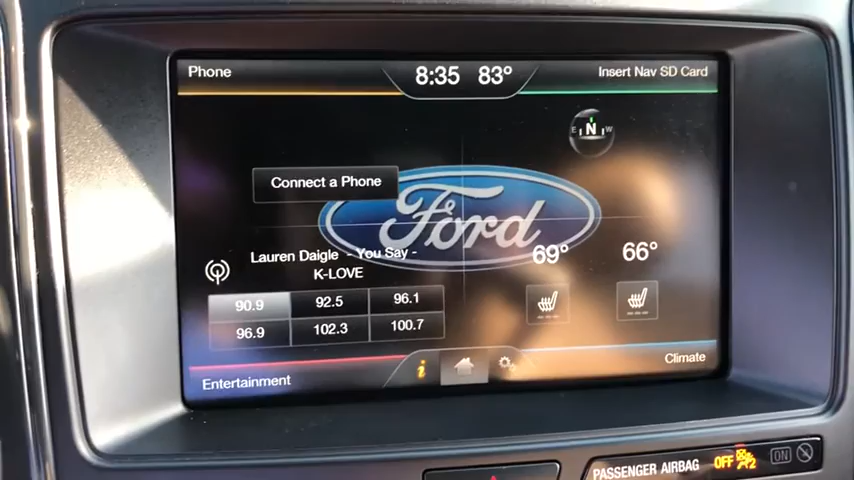 Phone
8:35 83°
Insert Nav SD Card
E N W
Connect a Phone
Ford
Lauren Daigle - You Say -
K-LOVE
69° 66°
90.9 92.5 96.1
96.9 102.3 100.7
i
Entertainment
Climate
PASSENGER AIRBAG OFF 2 ON